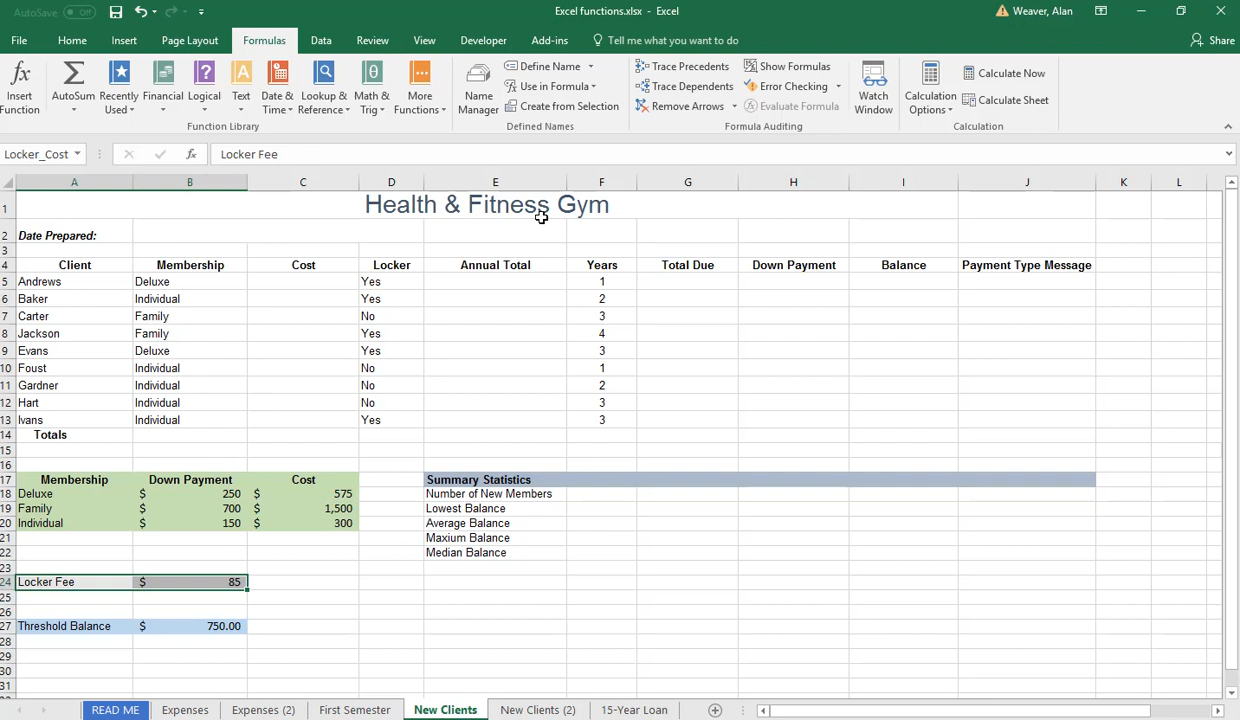 AutoSave Off Excel functions.xlsx - Excel Weaver, Alan
File Home Insert Page Layout Formulas Data Review View Developer Add-ins Tell me what you want to do Share
fx Σ A θ
Insert Function AutoSum Recently Used Financial Logical Text Date & Time Lookup & Reference Math & Trig More Functions
Function Library
Name Manager
Define Name
Use in Formula
Create from Selection
Defined Names
Trace Precedents Show Formulas
Trace Dependents Error Checking
Remove Arrows Evaluate Formula
Watch Window
Formula Auditing
Calculation Options
Calculate Now
Calculate Sheet
Calculation
Locker_Cost fx Locker Fee
A B C D E F G H I J K L
1 Health & Fitness Gym
2 Date Prepared:
3
4 Client Membership Cost Locker Annual Total Years Total Due Down Payment Balance Payment Type Message
5 Andrews Deluxe Yes 1
6 Baker Individual Yes 2
7 Carter Family No 3
8 Jackson Family Yes 4
9 Evans Deluxe Yes 3
10 Foust Individual No 1
11 Gardner Individual No 2
12 Hart Individual No 3
13 Ivans Individual Yes 3
14 Totals
15
16
17 Membership Down Payment Cost Summary Statistics
18 Deluxe $ 250 $ 575 Number of New Members
19 Family $ 700 $ 1,500 Lowest Balance
20 Individual $ 150 $ 300 Average Balance
21 Maxium Balance
22 Median Balance
23
24 Locker Fee $ 85
25
26
27 Threshold Balance $ 750.00
28
29
30
31
READ ME Expenses Expenses (2) First Semester New Clients New Clients (2) 15-Year Loan